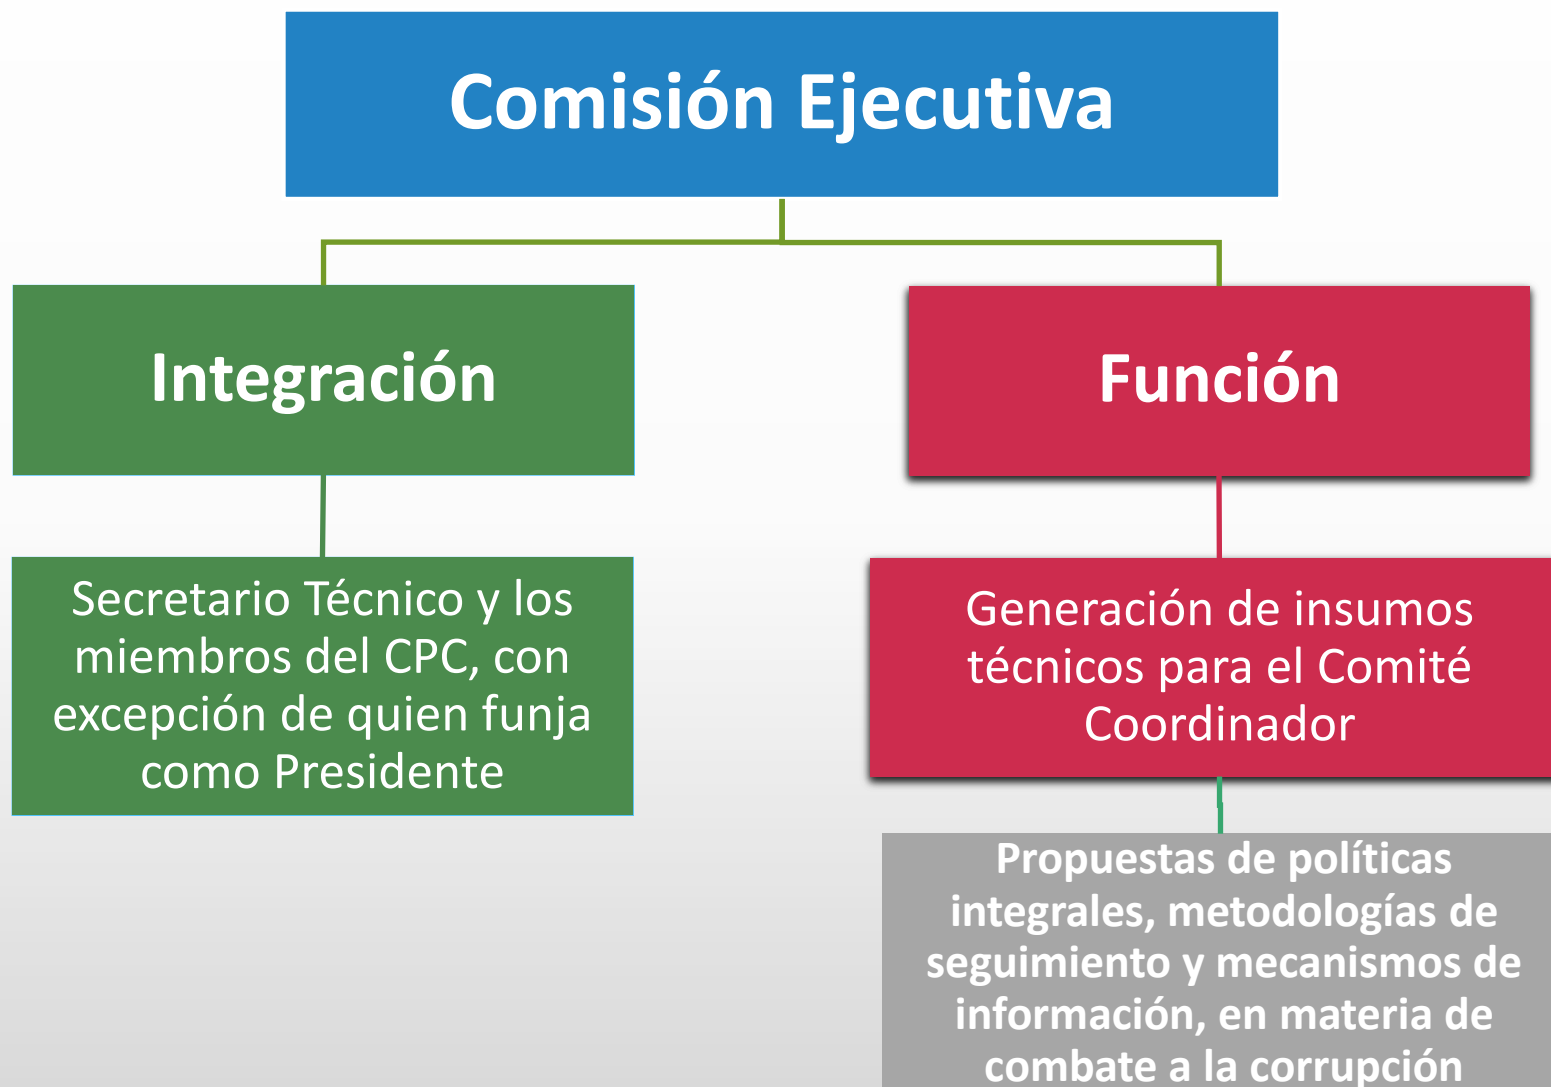 Comisión Ejecutiva
Integración
Secretario Técnico y los
miembros del CPC, con
excepción de quien funja
como Presidente
Función
Generación de insumos
técnicos para el Comité
Coordinador
Propuestas de políticas
integrales, metodologías de
seguimiento y mecanismos de
información, en materia de
combate a la corrupción